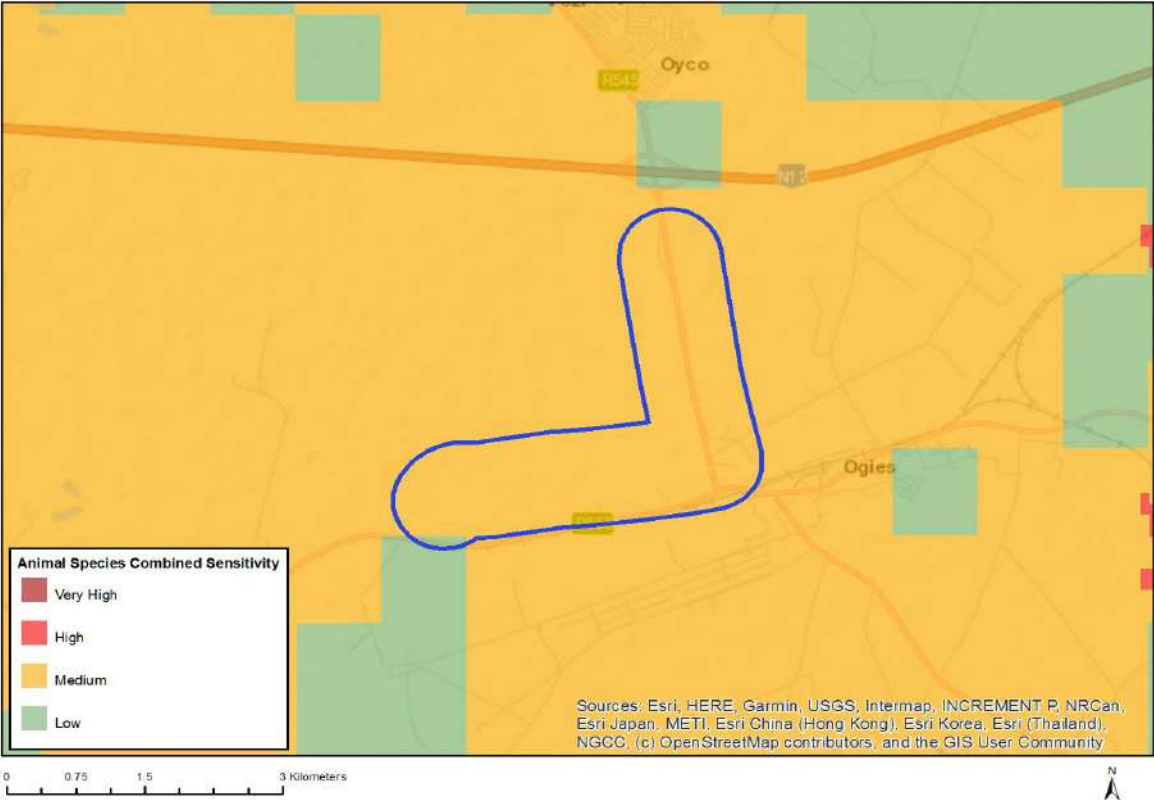 Oyco
R545
N12
Ogies
Animal Species Combined Sensitivity
Very High
High
Medium
Low
Sources: Esri, HERE, Garmin, USGS, Intermap, INCREMENT P, NRCan,
Esri Japan, METI, Esri China (Hong Kong), Esri Korea, Esri (Thailand),
NGCC, (c) OpenStreetMap contributors, and the GIS User Community
0 0.75 1.5 3 Kilometers
N